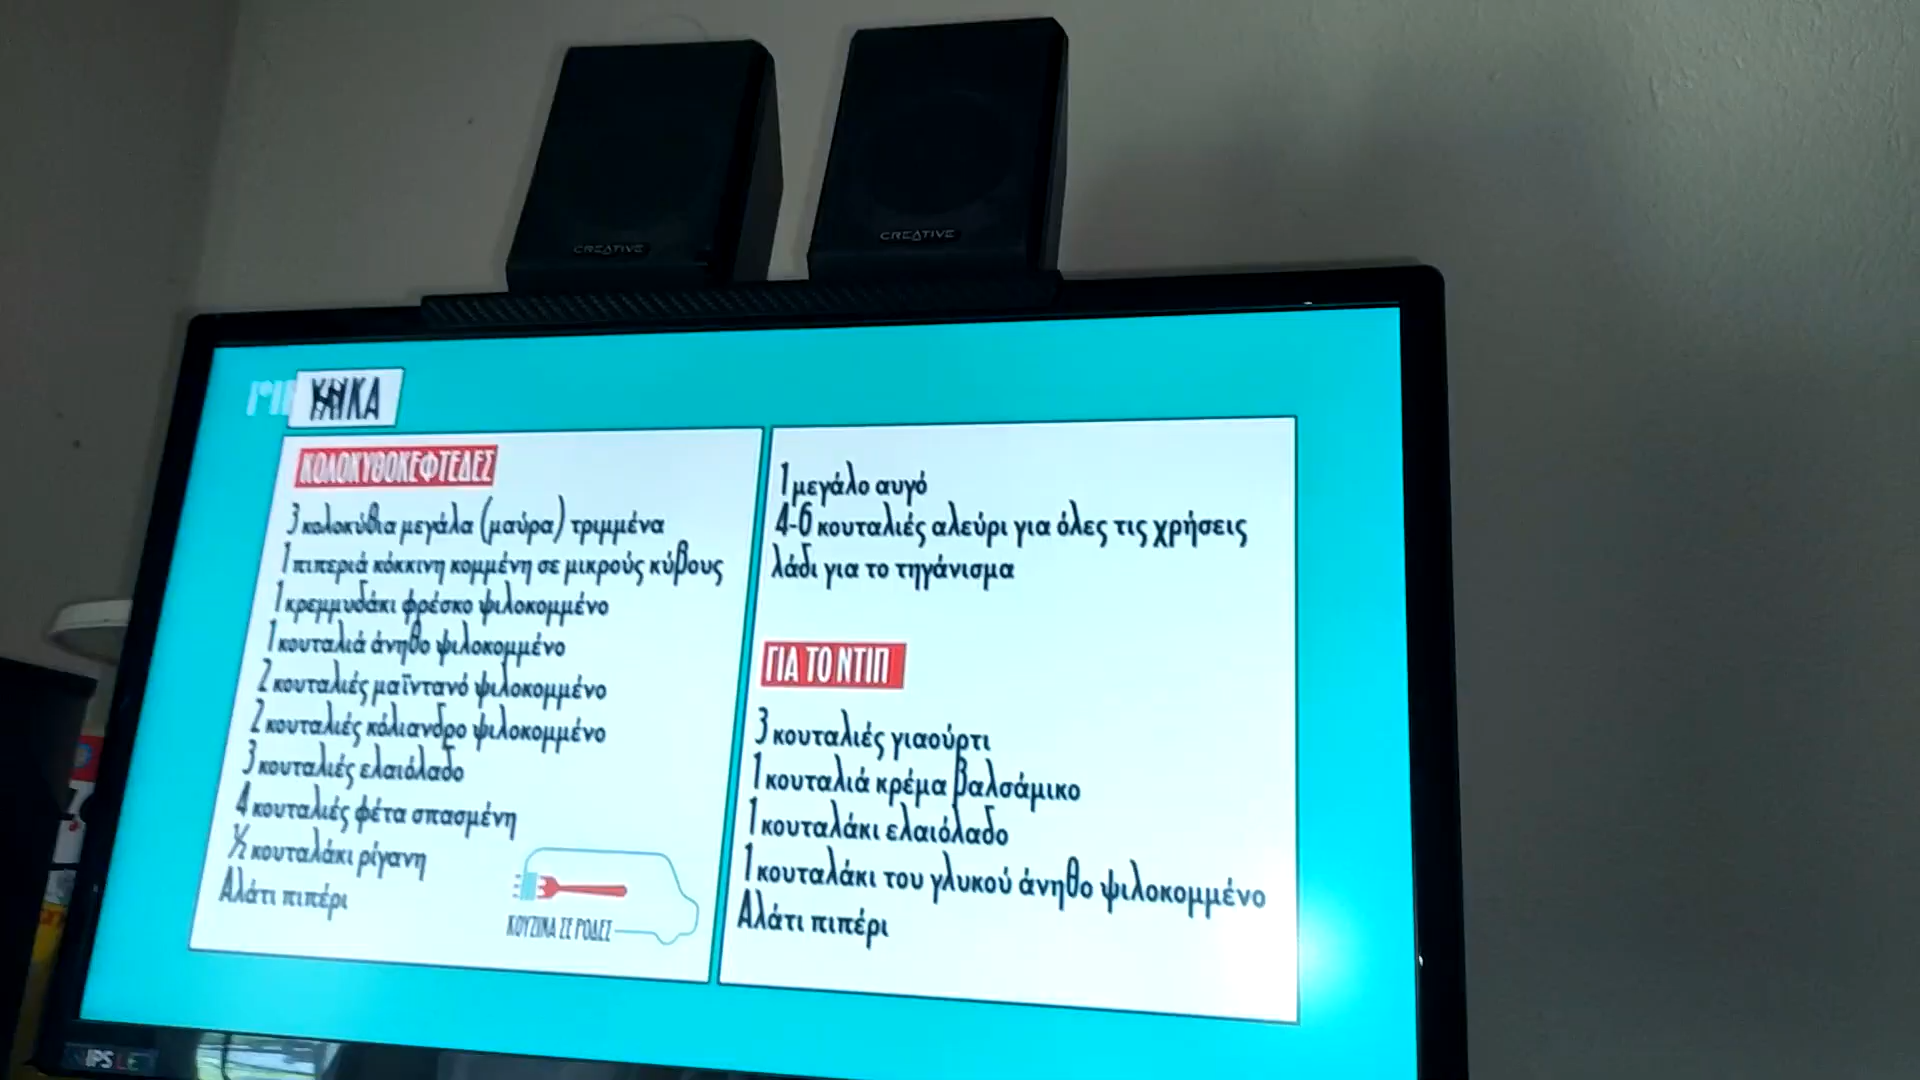 CREATIVE
CREATIVE
ΚΟΛΟΚΥΘΟΚΕΦΤΕΔΕΣ
3 κολοκύθια μεγάλα (μαύρα) τριμμένα
1 πιπεριά κόκκινη κομμένη σε μικρούς κύβους
1 κρεμμυδάκι φρέσκο ψιλοκομμένο
1 κουταλιά άνηθο ψιλοκομμένο
2 κουταλιές μαϊντανό ψιλοκομμένο
2 κουταλιές κόλιανδρο ψιλοκομμένο
3 κουταλιές ελαιόλαδο
4 κουταλιές φέτα σπασμένη
½ κουταλάκι ρίγανη
Αλάτι πιπέρι
ΚΟΥΖΙΝΑ ΣΕ ΡΟΔΕΣ
1 μεγάλο αυγό
4-6 κουταλιές αλεύρι για όλες τις χρήσεις
λάδι για το τηγάνισμα
ΓΙΑ ΤΟ ΝΤΙΠ
3 κουταλιές γιαούρτι
1 κουταλιά κρέμα βαλσάμικο
1 κουταλάκι ελαιόλαδο
1 κουταλάκι του γλυκού άνηθο ψιλοκομμένο
Αλάτι πιπέρι
IPS